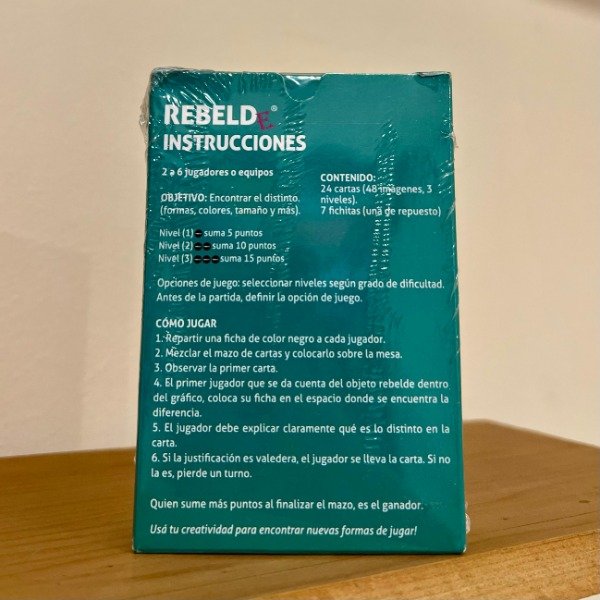 REBELDE®
INSTRUCCIONES
2 a 6 jugadores o equipos
OBJETIVO: Encontrar el distinto.
(formas, colores, tamaño y más).
CONTENIDO:
24 cartas (48 imágenes, 3
niveles).
7 fichitas (una de repuesto)
Nivel (1) suma 5 puntos
Nivel (2) suma 10 puntos
Nivel (3) suma 15 puntos
Opciones de juego: seleccionar niveles según grado de dificultad.
Antes de la partida, definir la opción de juego.
CÓMO JUGAR
1. Repartir una ficha de color negro a cada jugador.
2. Mezclar el mazo de cartas y colocarlo sobre la mesa.
3. Observar la primer carta.
4. El primer jugador que se da cuenta del objeto rebelde dentro
del gráfico, coloca su ficha en el espacio donde se encuentra la
diferencia.
5. El jugador debe explicar claramente qué es lo distinto en la
carta.
6. Si la justificación es valedera, el jugador se lleva la carta. Si no
la es, pierde un turno.
Quien sume más puntos al finalizar el mazo, es el ganador.
Usá tu creatividad para encontrar nuevas formas de jugar!